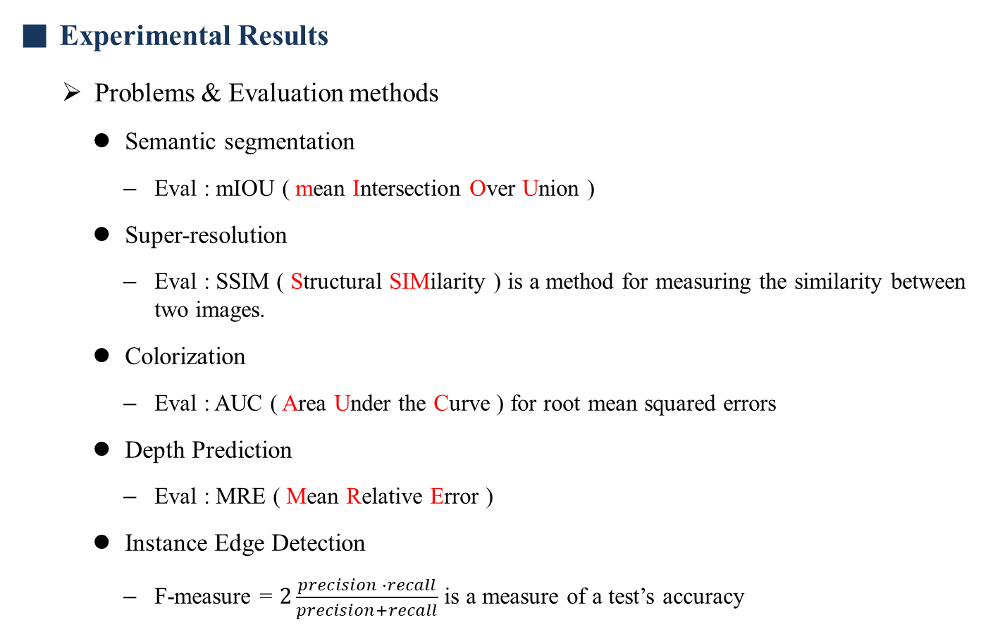 ■ Experimental Results
➢ Problems & Evaluation methods
● Semantic segmentation
– Eval : mIOU ( mean Intersection Over Union )
● Super-resolution
– Eval : SSIM ( Structural SIMilarity ) is a method for measuring the similarity between
two images.
● Colorization
– Eval : AUC ( Area Under the Curve ) for root mean squared errors
● Depth Prediction
– Eval : MRE ( Mean Relative Error )
● Instance Edge Detection
– F-measure = 2 \frac{precision \cdot recall}{precision+recall} is a measure of a test’s accuracy